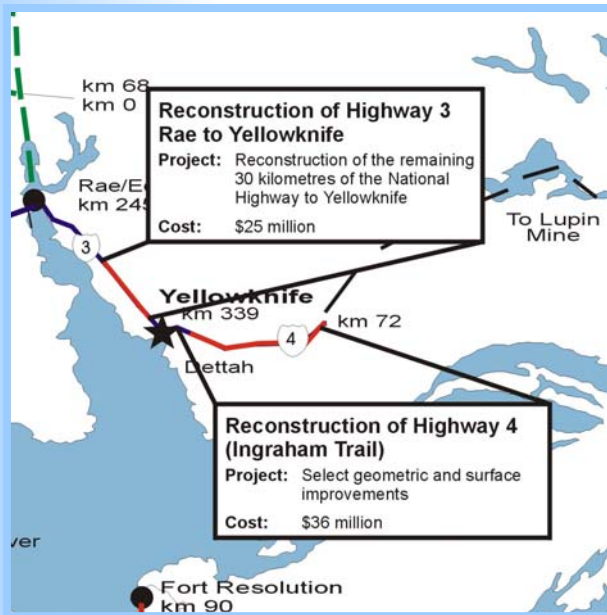 km 68
km 0
Reconstruction of Highway 3
Rae to Yellowknife
Project: Reconstruction of the remaining
30 kilometres of the National
Highway to Yellowknife
Cost: $25 million
km 245
3
To Lupin
Mine
Yellowknife
km 339
4
km 72
Dettah
Reconstruction of Highway 4
(Ingraham Trail)
Project: Select geometric and surface
improvements
Cost: $36 million
Fort Resolution
km 90